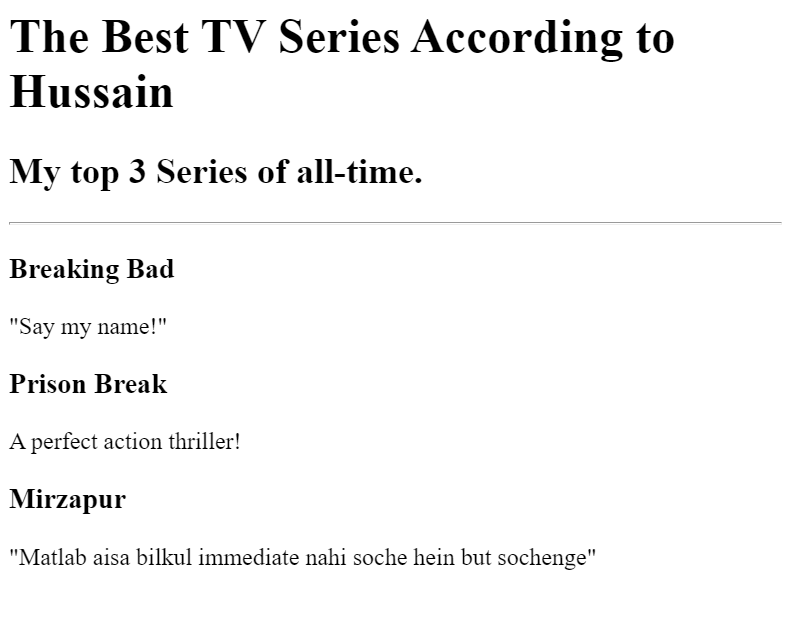 The Best TV Series According to
Hussain
My top 3 Series of all-time.
Breaking Bad
"Say my name!"
Prison Break
A perfect action thriller!
Mirzapur
"Matlab aisa bilkul immediate nahi soche hein but sochenge"